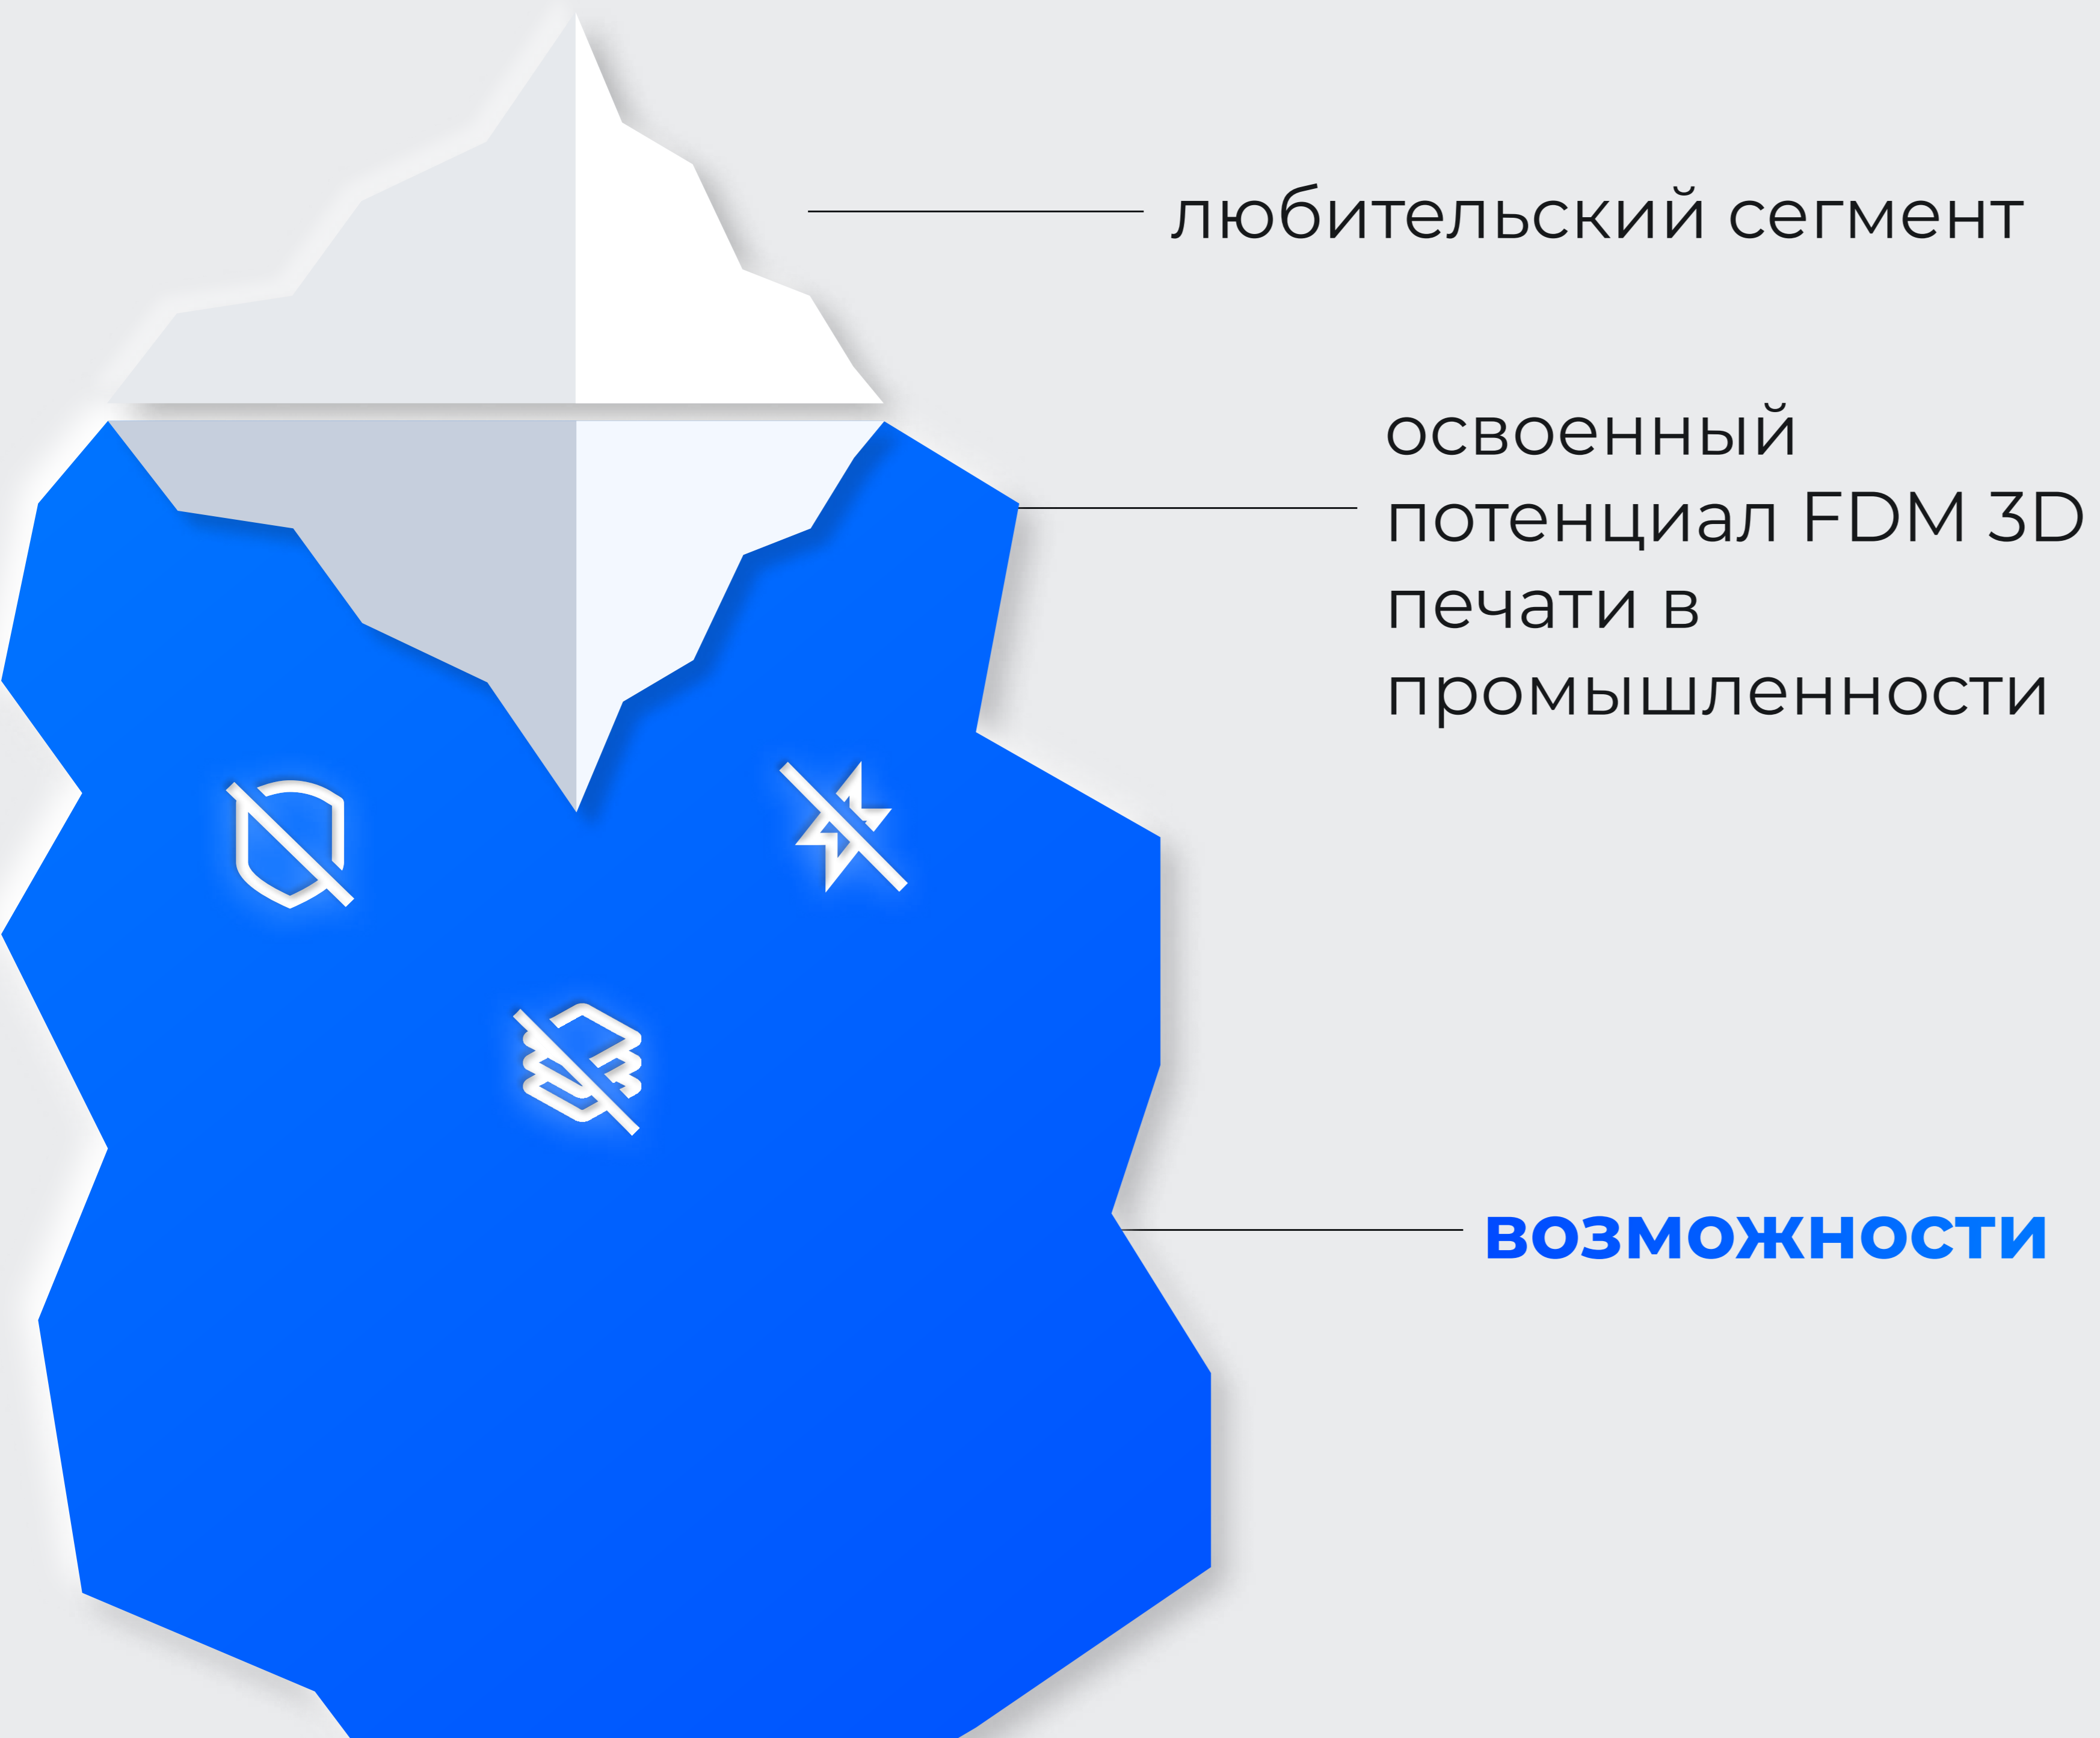 любительский сегмент
освоенный
потенциал FDM 3D
печати в
промышленности
возможности